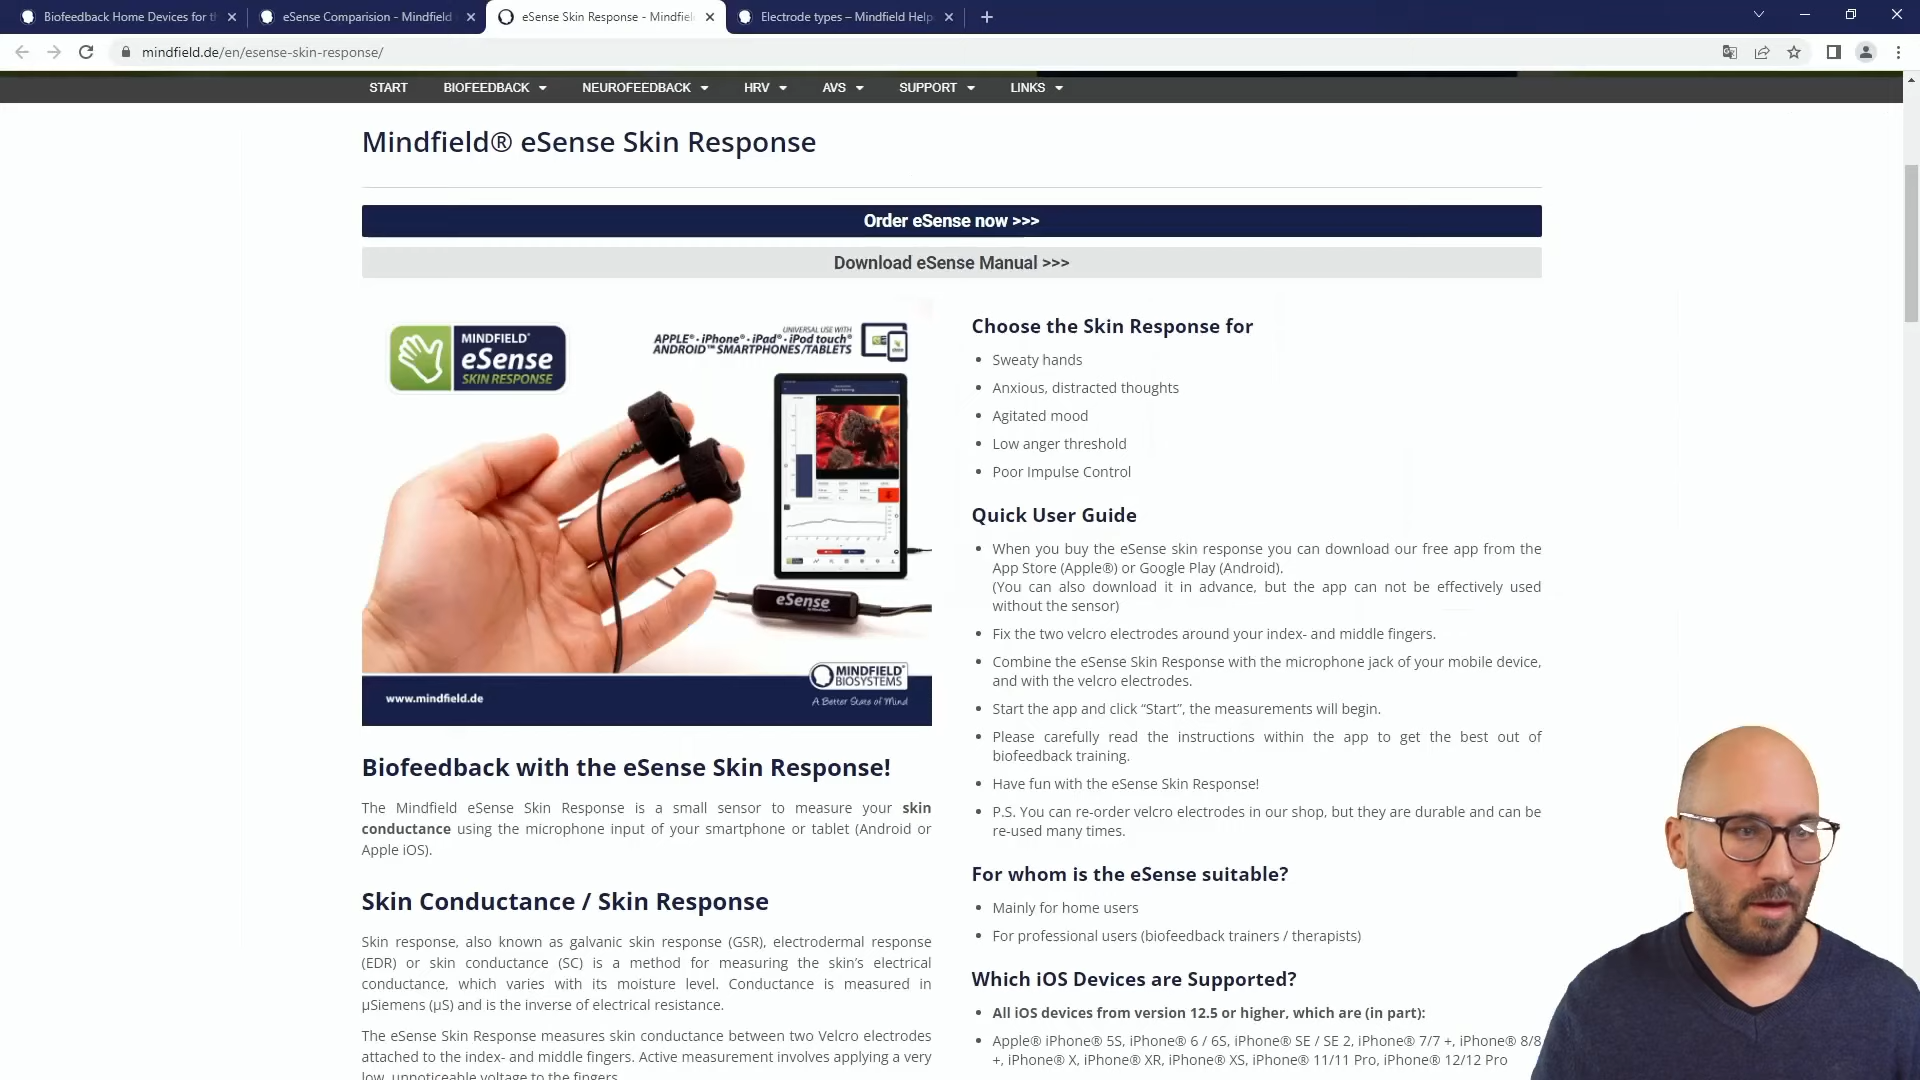 Biofeedback Home Devices for th
eSense Comparision - Mindfield
eSense Skin Response - Mindfiel
Electrode types – Mindfield Help
mindfield.de/en/esense-skin-response/
START BIOFEEDBACK NEUROFEEDBACK HRV AVS SUPPORT LINKS
Mindfield® eSense Skin Response
Order eSense now >>>
Download eSense Manual >>>
MINDFIELD®
eSense
SKIN RESPONSE
UNIVERSAL USE WITH
APPLE® · iPhone® · iPad® · iPod touch®
ANDROID™ SMARTPHONES/TABLETS
eSense
MINDFIELD®
BIOSYSTEMS
A Better State of Mind
www.mindfield.de
Biofeedback with the eSense Skin Response!
The Mindfield eSense Skin Response is a small sensor to measure your skin
conductance using the microphone input of your smartphone or tablet (Android or
Apple iOS).
Skin Conductance / Skin Response
Skin response, also known as galvanic skin response (GSR), electrodermal response
(EDR) or skin conductance (SC) is a method for measuring the skin’s electrical
conductance, which varies with its moisture level. Conductance is measured in
µSiemens (µS) and is the inverse of electrical resistance.
The eSense Skin Response measures skin conductance between two Velcro electrodes
attached to the index- and middle fingers. Active measurement involves applying a very
low, unnoticeable voltage to the fingers.
Choose the Skin Response for
Sweaty hands
Anxious, distracted thoughts
Agitated mood
Low anger threshold
Poor Impulse Control
Quick User Guide
When you buy the eSense skin response you can download our free app from the
App Store (Apple®) or Google Play (Android).
(You can also download it in advance, but the app can not be effectively used
without the sensor)
Fix the two velcro electrodes around your index- and middle fingers.
Combine the eSense Skin Response with the microphone jack of your mobile device,
and with the velcro electrodes.
Start the app and click “Start”, the measurements will begin.
Please carefully read the instructions within the app to get the best out of
biofeedback training.
Have fun with the eSense Skin Response!
P.S. You can re-order velcro electrodes in our shop, but they are durable and can be
re-used many times.
For whom is the eSense suitable?
Mainly for home users
For professional users (biofeedback trainers / therapists)
Which iOS Devices are Supported?
All iOS devices from version 12.5 or higher, which are (in part):
Apple® iPhone® 5S, iPhone® 6 / 6S, iPhone® SE / SE 2, iPhone® 7/7 +, iPhone® 8/8
+, iPhone® X, iPhone® XR, iPhone® XS, iPhone® 11/11 Pro, iPhone® 12/12 Pro